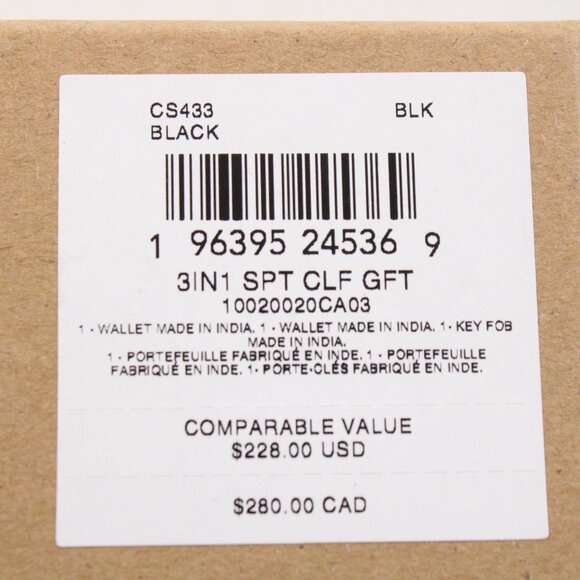 CS433 BLK
BLACK
1 96395 24536 9
3IN1 SPT CLF GFT
10020020CA03
1 - WALLET MADE IN INDIA. 1 - WALLET MADE IN INDIA. 1 - KEY FOB
MADE IN INDIA.
1 - PORTEFEUILLE FABRIQUÉ EN INDE. 1 - PORTEFEUILLE
FABRIQUÉ EN INDE. 1 - PORTE-CLÉS FABRIQUÉ EN INDE.
COMPARABLE VALUE
$228.00 USD
$280.00 CAD